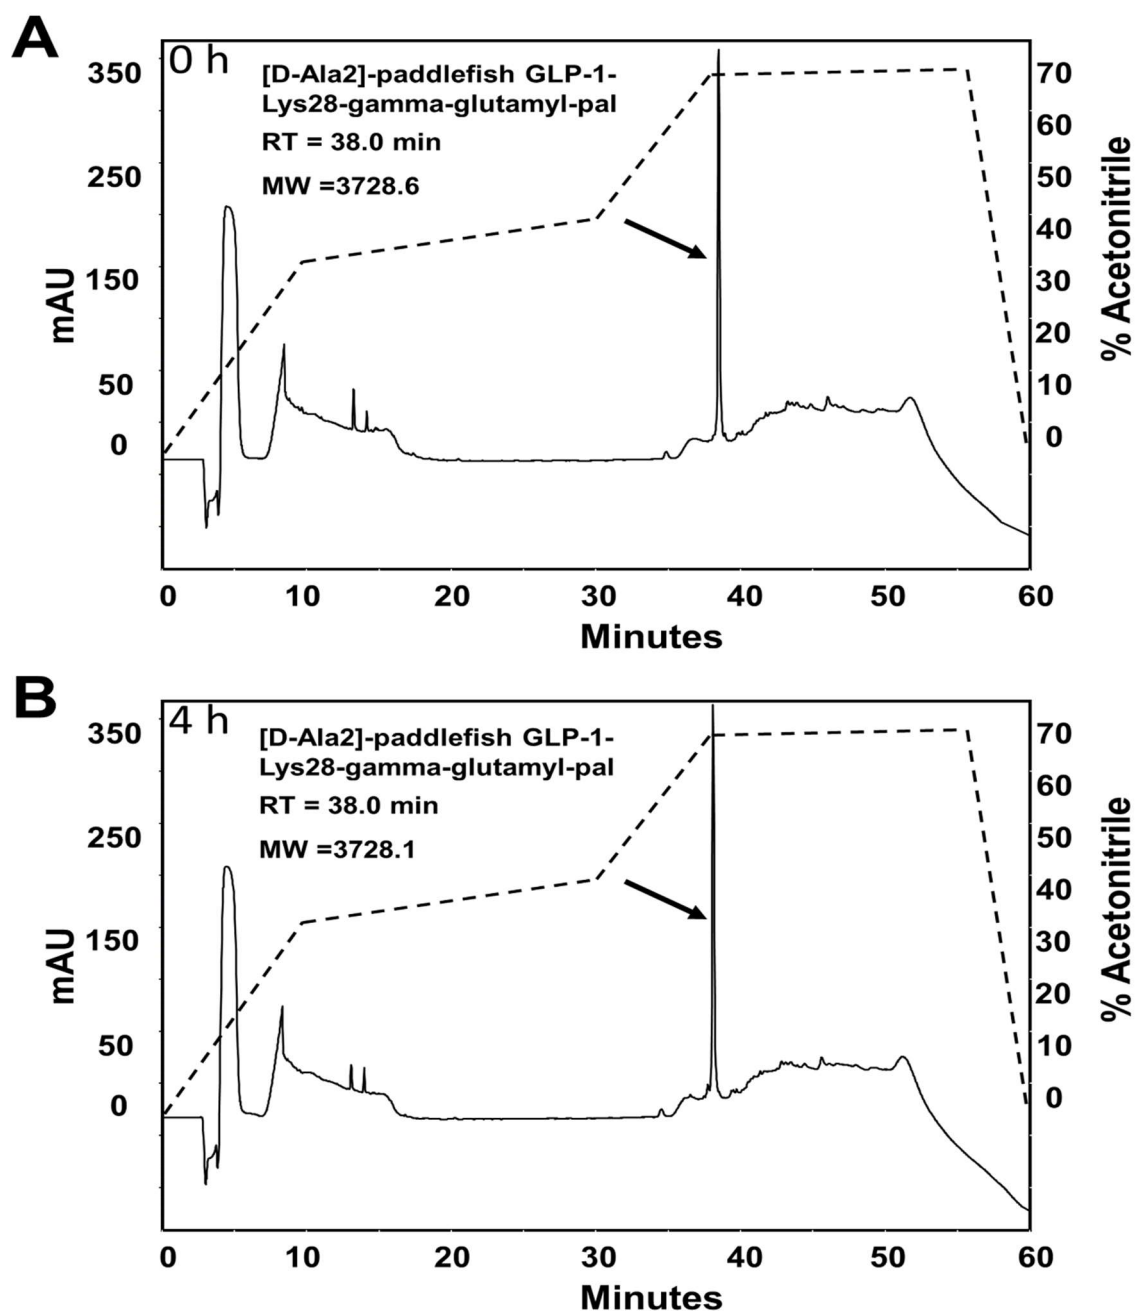 A
0 h
[D-Ala2]-paddlefish GLP-1-
Lys28-gamma-glutamyl-pal
RT = 38.0 min
MW =3728.6
350
250
150
50
0
mAU
70
60
50
40
30
20
10
0
% Acetonitrile
0 10 20 30 40 50 60
Minutes
B
4 h
[D-Ala2]-paddlefish GLP-1-
Lys28-gamma-glutamyl-pal
RT = 38.0 min
MW =3728.1
350
250
150
50
0
mAU
70
60
50
40
30
20
10
0
% Acetonitrile
0 10 20 30 40 50 60
Minutes